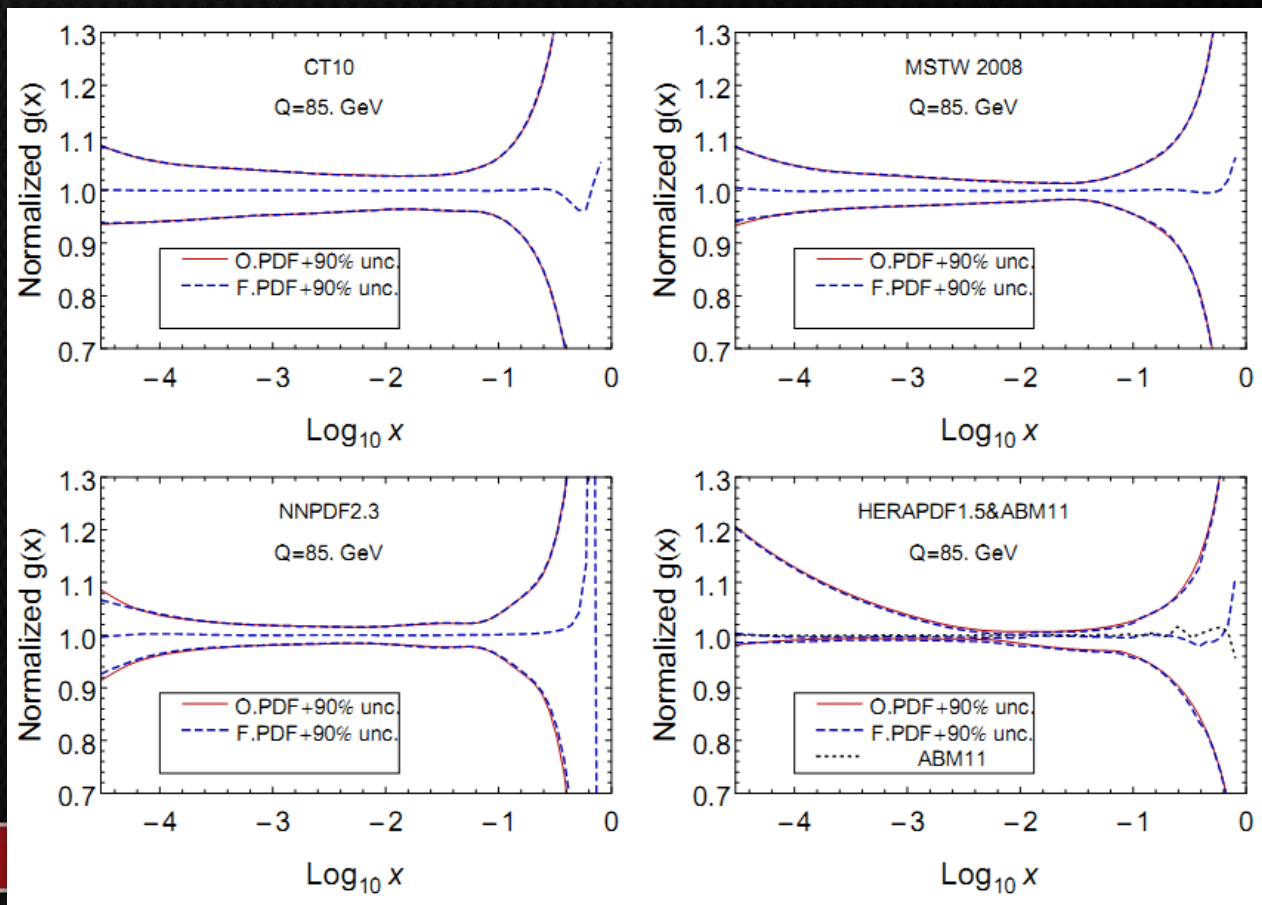 CT10
Q=85. GeV
O.PDF+90% unc.
F.PDF+90% unc.
Normalized g(x)
1.3
1.2
1.1
1.0
0.9
0.8
0.7
−4 −3 −2 −1 0
Log₁₀ x
MSTW 2008
Q=85. GeV
O.PDF+90% unc.
F.PDF+90% unc.
Normalized g(x)
1.3
1.2
1.1
1.0
0.9
0.8
0.7
−4 −3 −2 −1 0
Log₁₀ x
NNPDF2.3
Q=85. GeV
O.PDF+90% unc.
F.PDF+90% unc.
Normalized g(x)
1.3
1.2
1.1
1.0
0.9
0.8
0.7
−4 −3 −2 −1 0
Log₁₀ x
HERAPDF1.5&ABM11
Q=85. GeV
O.PDF+90% unc.
F.PDF+90% unc.
ABM11
Normalized g(x)
1.3
1.2
1.1
1.0
0.9
0.8
0.7
−4 −3 −2 −1 0
Log₁₀ x